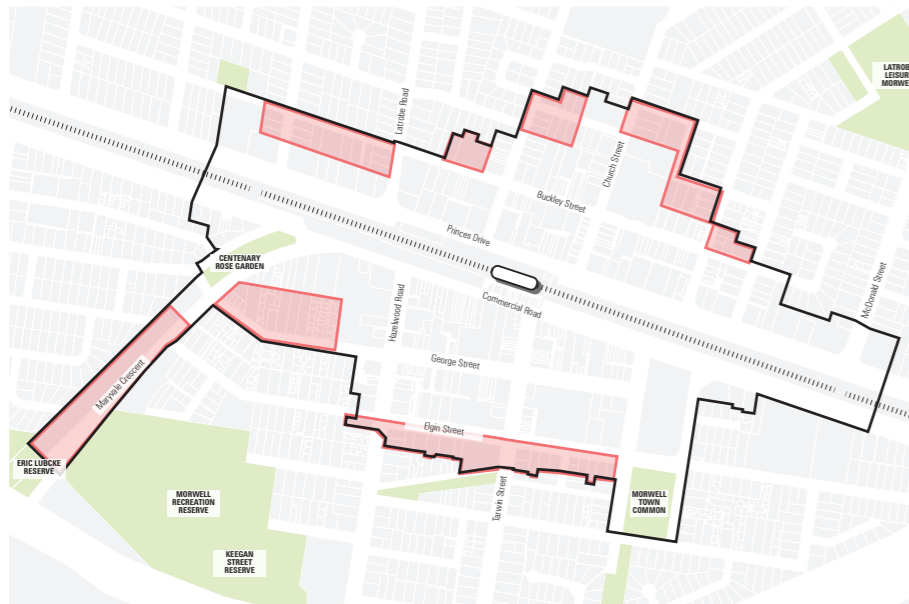 LATROBE
LEISURE
MORWELL
Latrobe Road
Church Street
Buckley Street
Princes Drive
CENTENARY
ROSE GARDEN
McDonald Street
Commercial Road
Hazelwood Road
George Street
Maryvale Crescent
Elgin Street
ERIC LUBCKE
RESERVE
MORWELL
RECREATION
RESERVE
Tarwin Street
MORWELL
TOWN
COMMON
KEEGAN
STREET
RESERVE